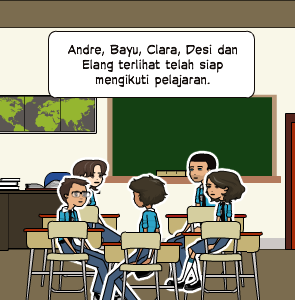 Andre, Bayu, Clara, Desi dan
Elang terlihat telah siap
mengikuti pelajaran.